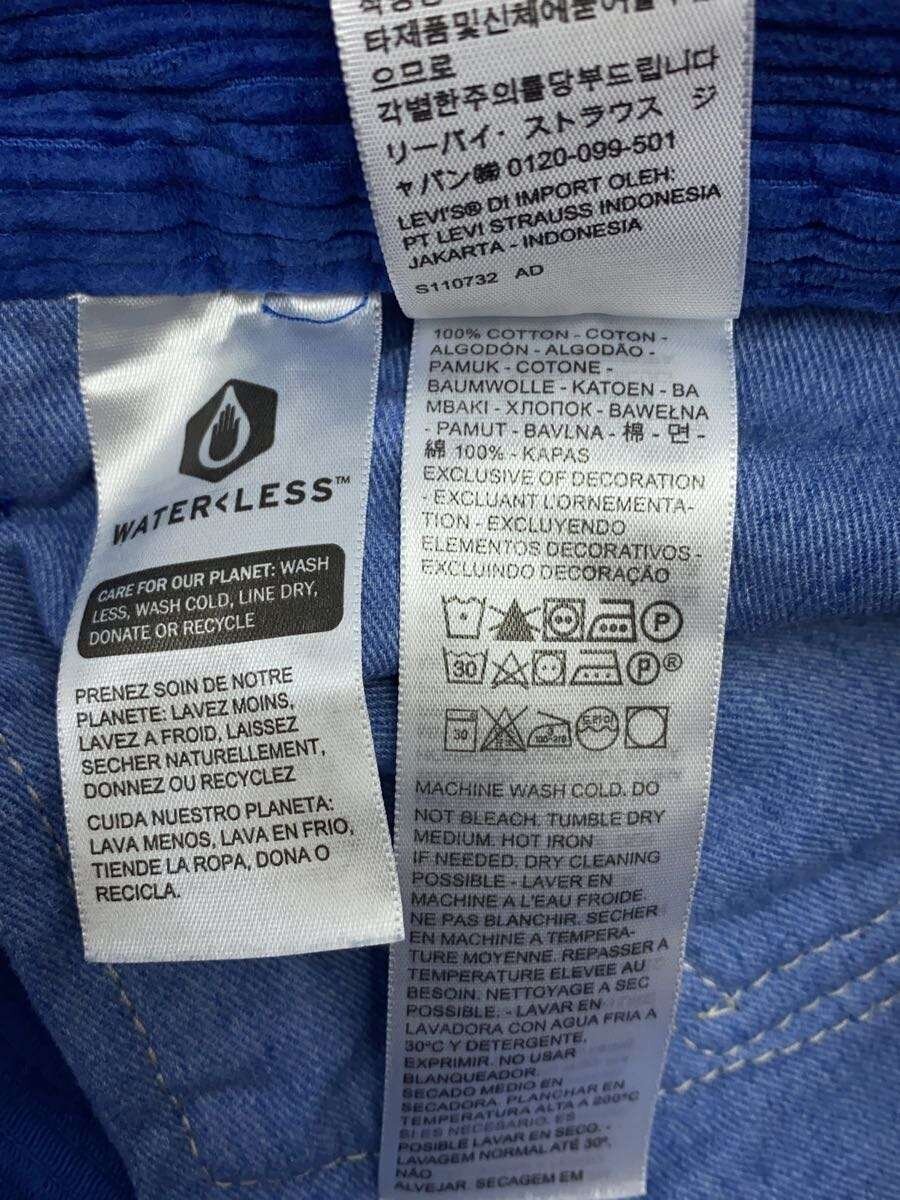 타제품및신체에묻어날수
으므로
각별한주의를당부드립니다
リーバイ・ストラウス ジ
ャパン㈱ 0120-099-501
LEVI'S® DI IMPORT OLEH:
PT LEVI STRAUSS INDONESIA
JAKARTA - INDONESIA
S110732 AD
WATER<LESS™
CARE FOR OUR PLANET: WASH
LESS, WASH COLD, LINE DRY,
DONATE OR RECYCLE
PRENEZ SOIN DE NOTRE
PLANETE: LAVEZ MOINS,
LAVEZ A FROID, LAISSEZ
SECHER NATURELLEMENT,
DONNEZ OU RECYCLEZ
CUIDA NUESTRO PLANETA:
LAVA MENOS, LAVA EN FRIO,
TIENDE LA ROPA, DONA O
RECICLA.
100% COTTON - COTON -
ALGODÓN - ALGODÃO -
PAMUK - COTONE -
BAUMWOLLE - KATOEN - BA
MBAKI - ХЛОПОК - BAWEŁNA
- PAMUT - BAVLNA - 棉 - 면 -
綿 100% - KAPAS
EXCLUSIVE OF DECORATION
- EXCLUANT L'ORNEMENTA-
TION - EXCLUYENDO
ELEMENTOS DECORATIVOS -
EXCLUINDO DECORAÇÃO
P
30 P®
30 드라이
MACHINE WASH COLD. DO
NOT BLEACH. TUMBLE DRY
MEDIUM. HOT IRON
IF NEEDED. DRY CLEANING
POSSIBLE - LAVER EN
MACHINE A L'EAU FROIDE.
NE PAS BLANCHIR. SECHER
EN MACHINE A TEMPERA-
TURE MOYENNE. REPASSER A
TEMPERATURE ELEVEE AU
BESOIN. NETTOYAGE A SEC
POSSIBLE. - LAVAR EN
LAVADORA CON AGUA FRIA A
30°C Y DETERGENTE,
EXPRIMIR. NO USAR
BLANQUEADOR.
SECADO MEDIO EN
SECADORA. PLANCHAR EN
TEMPERATURA ALTA A 200°C
SI ES NECESARIO. ES
POSIBLE LAVAR EN SECO. -
LAVAGEM NORMAL ATÉ 30°.
NÃO
ALVEJAR. SECAGEM EM